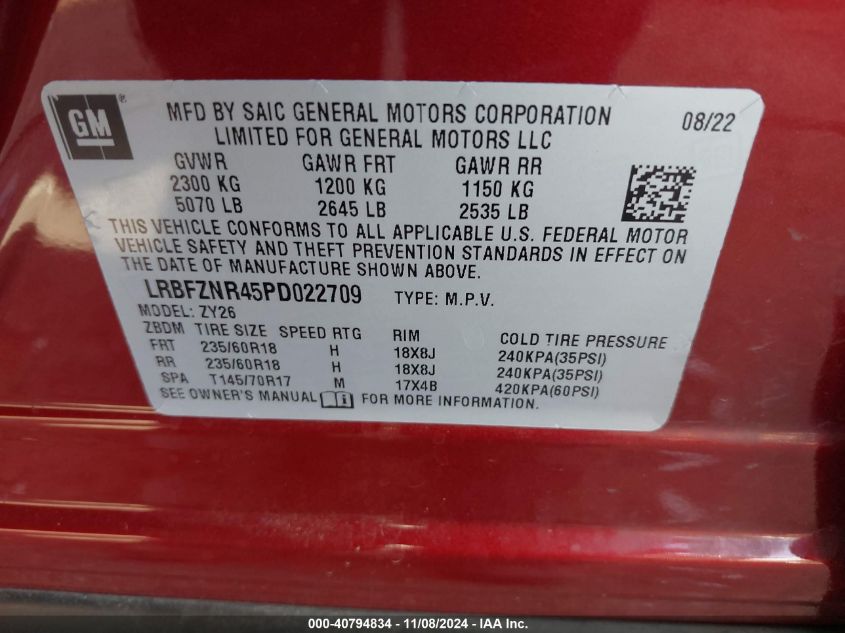 GM ®
MFD BY SAIC GENERAL MOTORS CORPORATION 08/22
LIMITED FOR GENERAL MOTORS LLC
GVWR GAWR FRT GAWR RR
2300 KG 1200 KG 1150 KG
5070 LB 2645 LB 2535 LB
THIS VEHICLE CONFORMS TO ALL APPLICABLE U.S. FEDERAL MOTOR
VEHICLE SAFETY AND THEFT PREVENTION STANDARDS IN EFFECT ON
THE DATE OF MANUFACTURE SHOWN ABOVE.
LRBFZNR45PD022709 TYPE: M.P.V.
MODEL: ZY26
ZBDM TIRE SIZE SPEED RTG RIM COLD TIRE PRESSURE
FRT 235/60R18 H 18X8J 240KPA(35PSI)
RR 235/60R18 H 18X8J 240KPA(35PSI)
SPA T145/70R17 M 17X4B 420KPA(60PSI)
SEE OWNER'S MANUAL i FOR MORE INFORMATION.
000-40794834 - 11/08/2024 - IAA Inc.